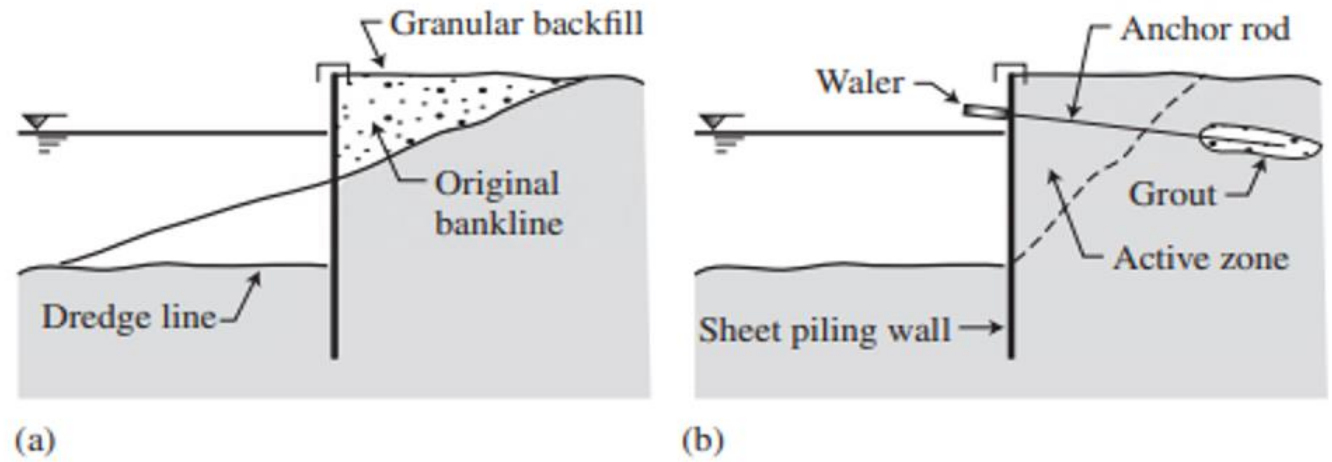 Granular backfill
Original
bankline
Dredge line
(a)
Anchor rod
Waler
Grout
Active zone
Sheet piling wall
(b)